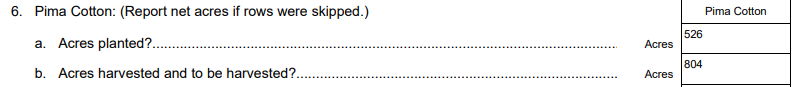 6. Pima Cotton: (Report net acres if rows were skipped.)
Pima Cotton
a. Acres planted?........................................................................................................................ Acres 526
b. Acres harvested and to be harvested?..................................................................................... Acres 804